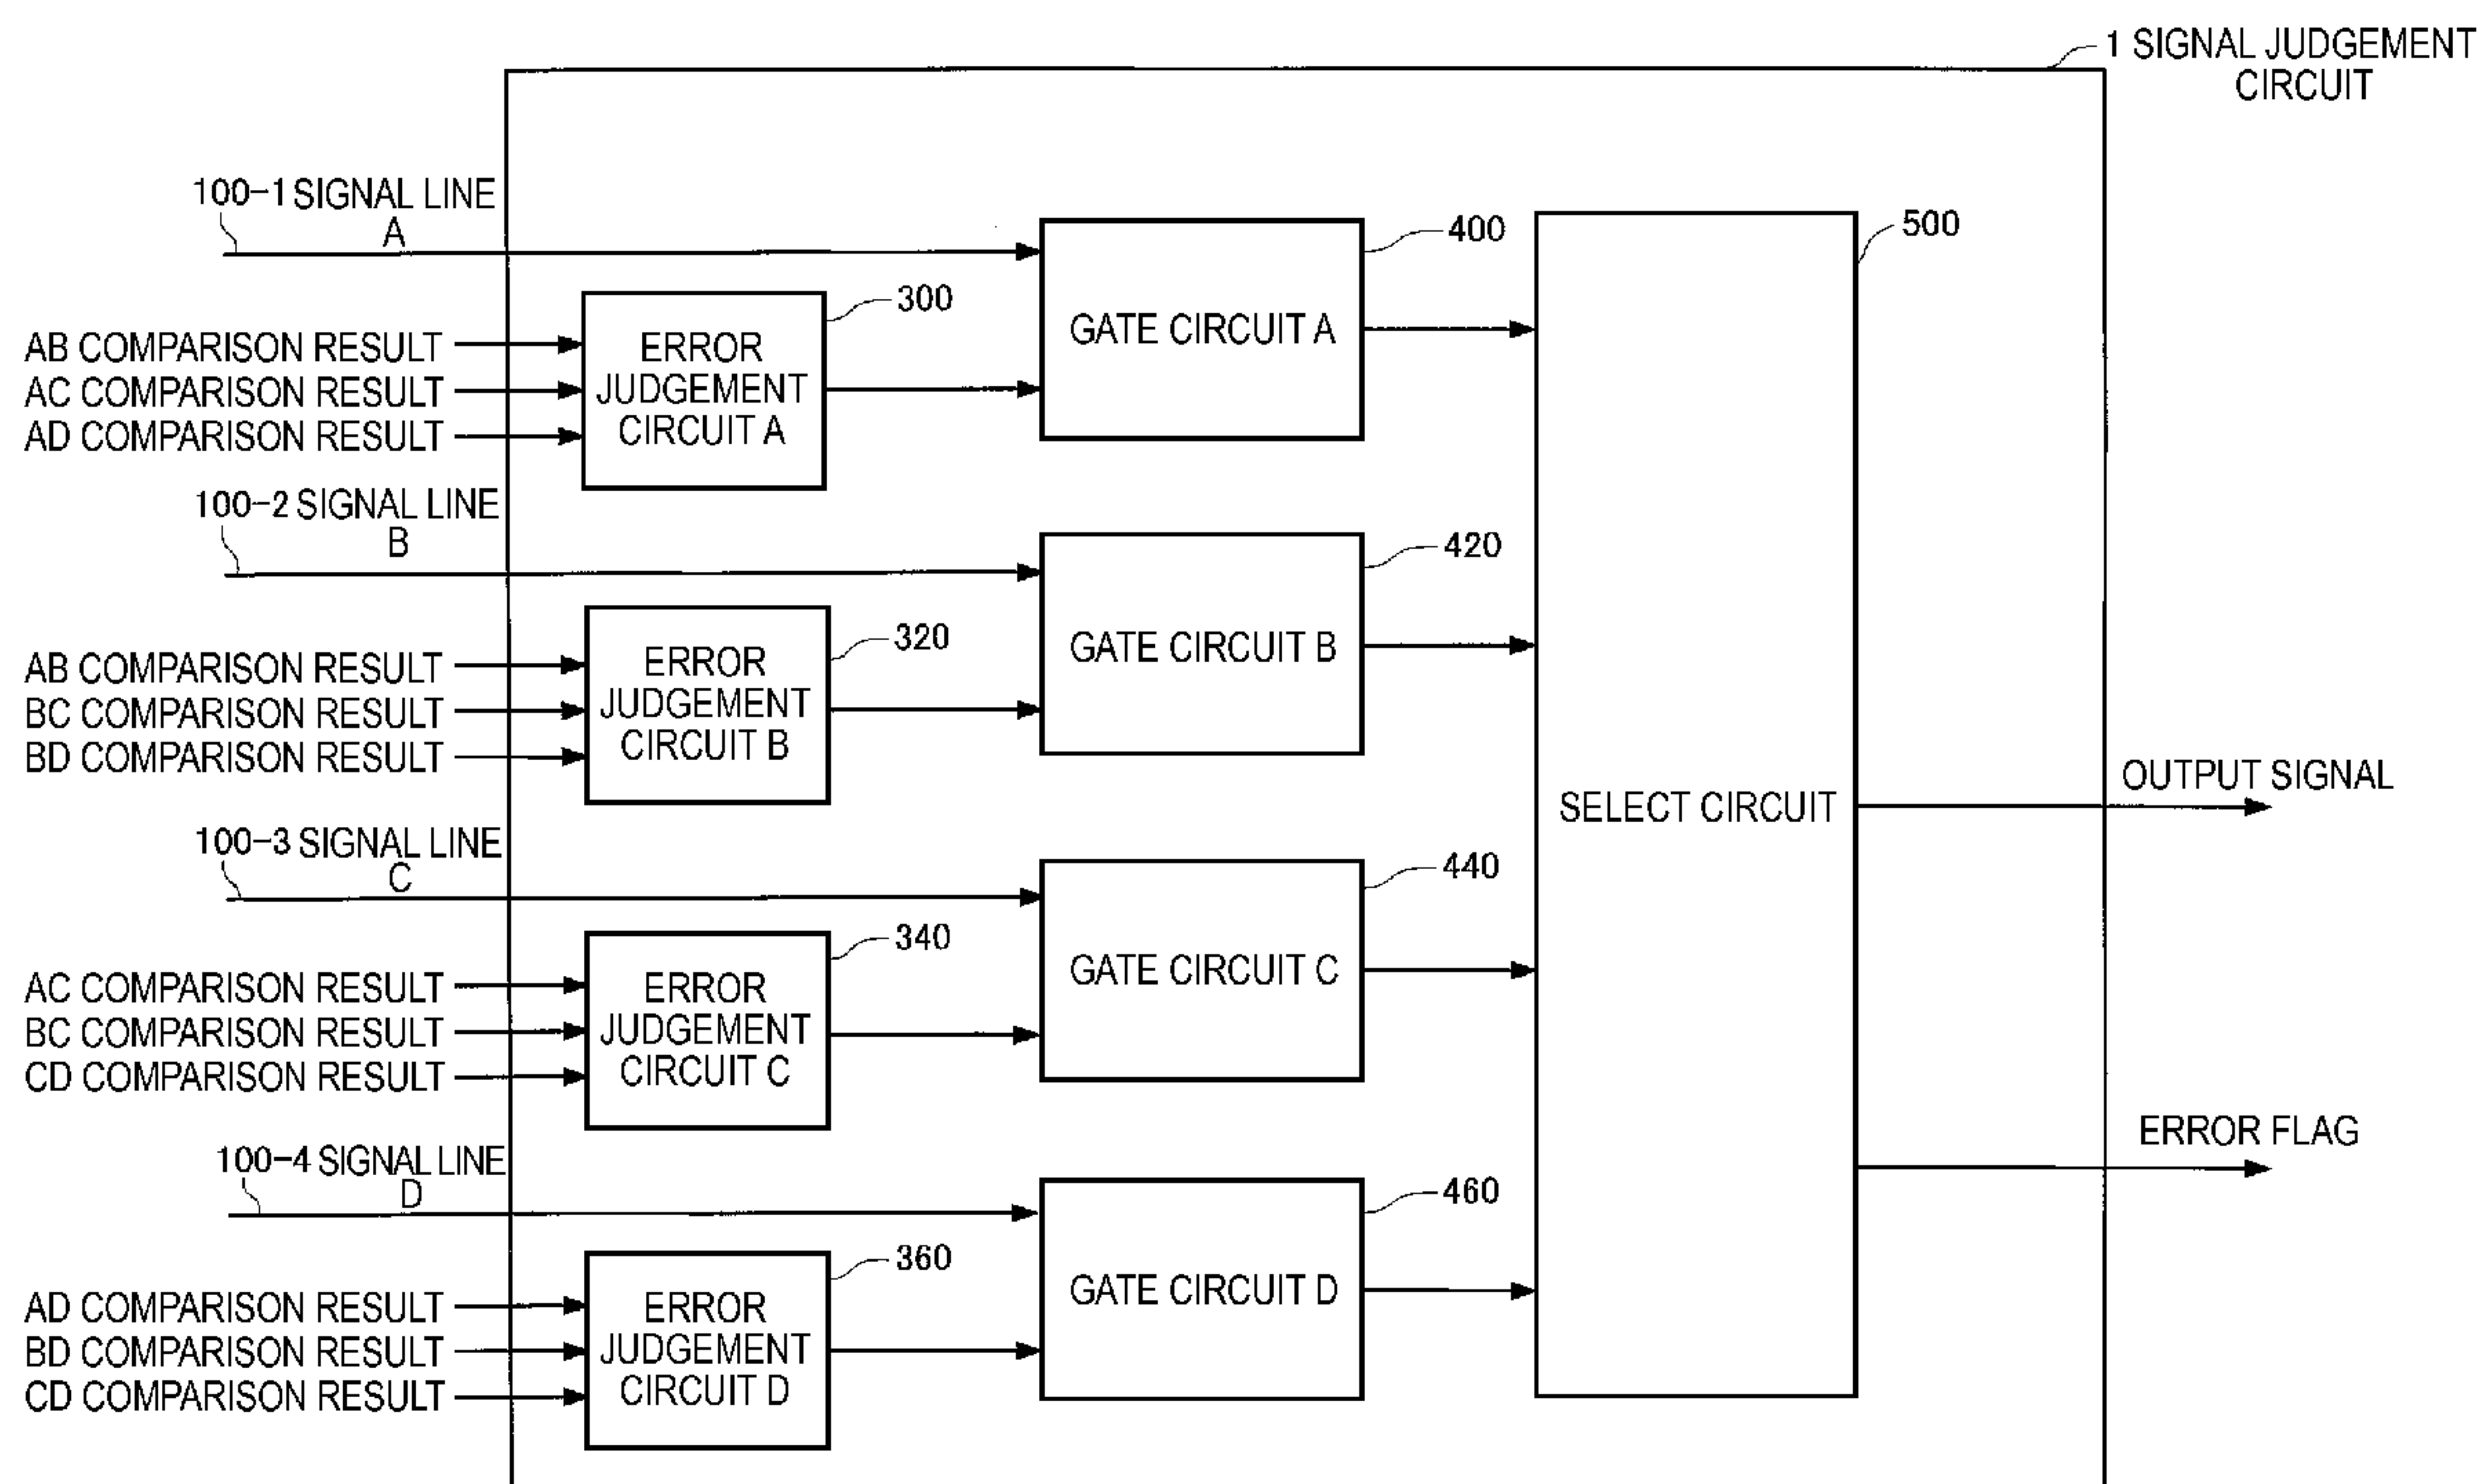 1 SIGNAL JUDGEMENT
CIRCUIT
100-1 SIGNAL LINE
A
400
500
300
AB COMPARISON RESULT
AC COMPARISON RESULT
AD COMPARISON RESULT
ERROR
JUDGEMENT
CIRCUIT A
GATE CIRCUIT A
100-2 SIGNAL LINE
B
420
320
AB COMPARISON RESULT
BC COMPARISON RESULT
BD COMPARISON RESULT
ERROR
JUDGEMENT
CIRCUIT B
GATE CIRCUIT B
SELECT CIRCUIT
OUTPUT SIGNAL
100-3 SIGNAL LINE
C
440
340
AC COMPARISON RESULT
BC COMPARISON RESULT
CD COMPARISON RESULT
ERROR
JUDGEMENT
CIRCUIT C
GATE CIRCUIT C
ERROR FLAG
100-4 SIGNAL LINE
D
460
360
AD COMPARISON RESULT
BD COMPARISON RESULT
CD COMPARISON RESULT
ERROR
JUDGEMENT
CIRCUIT D
GATE CIRCUIT D